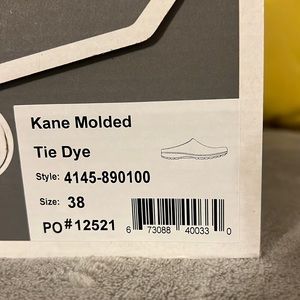 Kane Molded
Tie Dye
Style: 4145-890100
Size: 38
PO#12521
6 73088 40033 0